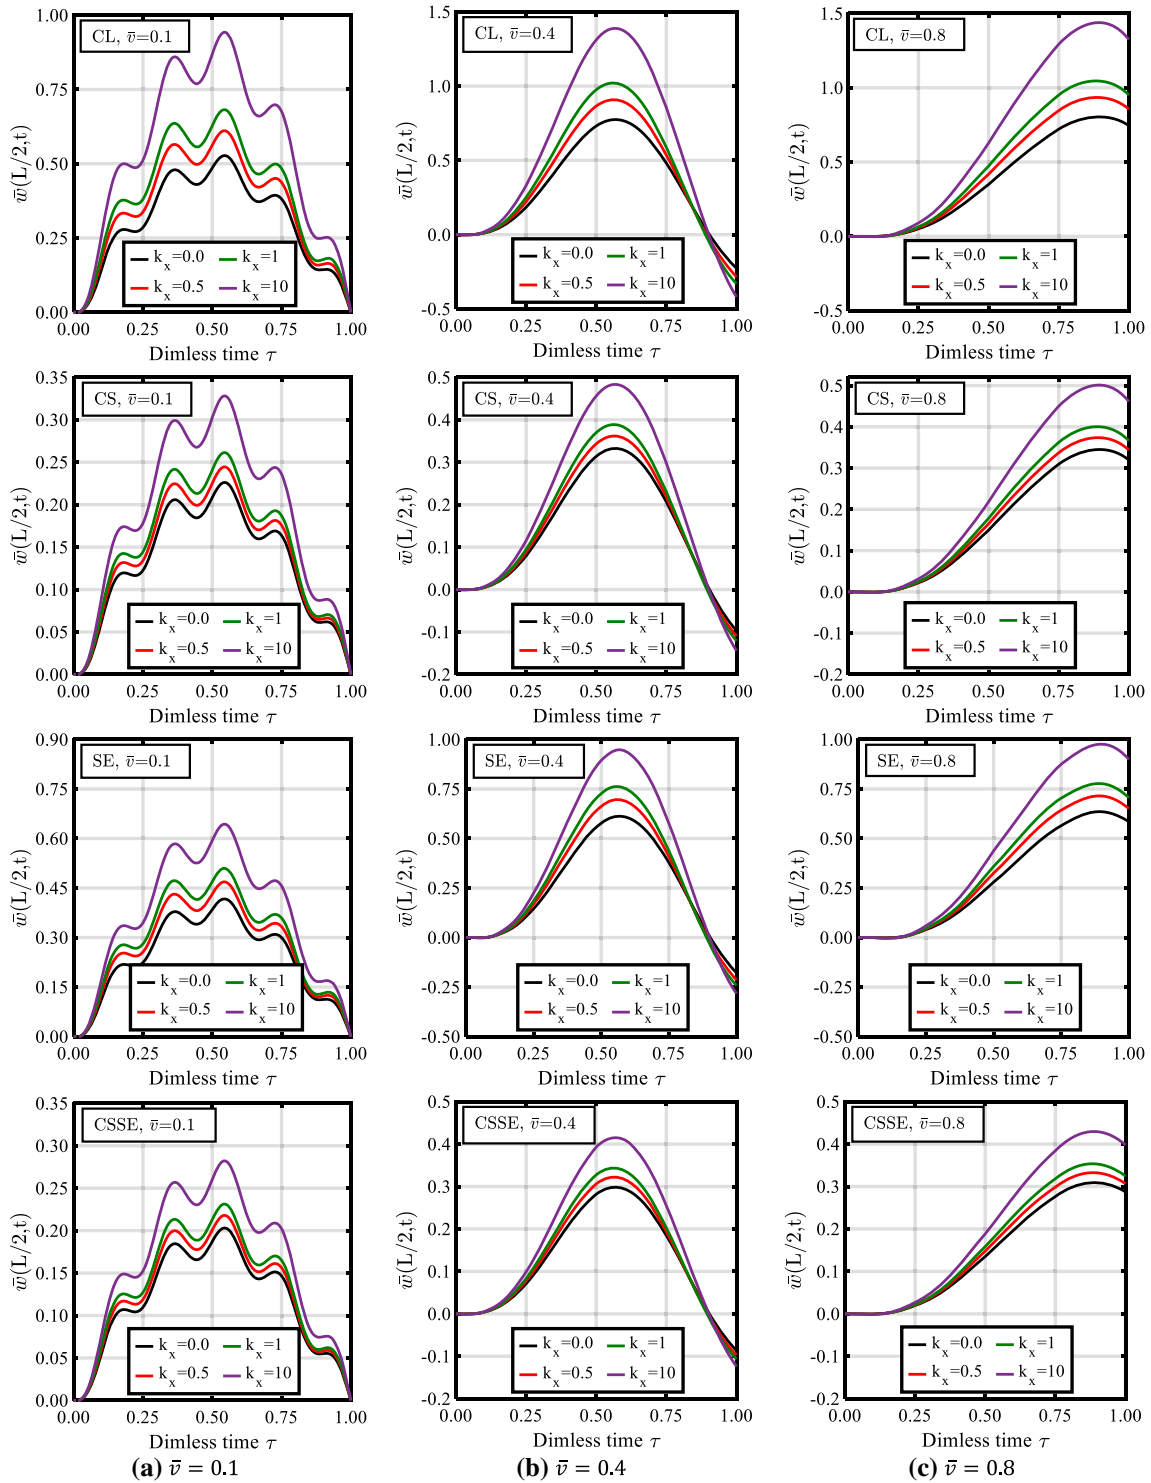 CL, v̄=0.1
w̄(L/2,t)
1.00
0.75
0.50
0.25
0.00
k_x=0.0 k_x=1
k_x=0.5 k_x=10
0.00 0.25 0.50 0.75 1.00
Dimless time τ
CL, v̄=0.4
w̄(L/2,t)
1.5
1.0
0.5
0.0
-0.5
k_x=0.0 k_x=1
k_x=0.5 k_x=10
0.00 0.25 0.50 0.75 1.00
Dimless time τ
CL, v̄=0.8
w̄(L/2,t)
1.5
1.0
0.5
0.0
-0.5
k_x=0.0 k_x=1
k_x=0.5 k_x=10
0.00 0.25 0.50 0.75 1.00
Dimless time τ
CS, v̄=0.1
w̄(L/2,t)
0.35
0.30
0.25
0.20
0.15
0.10
0.05
0.00
k_x=0.0 k_x=1
k_x=0.5 k_x=10
0.00 0.25 0.50 0.75 1.00
Dimless time τ
CS, v̄=0.4
w̄(L/2,t)
0.5
0.4
0.3
0.2
0.1
0.0
-0.1
-0.2
k_x=0.0 k_x=1
k_x=0.5 k_x=10
0.00 0.25 0.50 0.75 1.00
Dimless time τ
CS, v̄=0.8
w̄(L/2,t)
0.5
0.4
0.3
0.2
0.1
0.0
-0.1
-0.2
k_x=0.0 k_x=1
k_x=0.5 k_x=10
0.00 0.25 0.50 0.75 1.00
Dimless time τ
SE, v̄=0.1
w̄(L/2,t)
0.90
0.75
0.60
0.45
0.30
0.15
0.00
k_x=0.0 k_x=1
k_x=0.5 k_x=10
0.00 0.25 0.50 0.75 1.00
Dimless time τ
SE, v̄=0.4
w̄(L/2,t)
1.00
0.75
0.50
0.25
0.00
-0.25
-0.50
k_x=0.0 k_x=1
k_x=0.5 k_x=10
0.00 0.25 0.50 0.75 1.00
Dimless time τ
SE, v̄=0.8
w̄(L/2,t)
1.00
0.75
0.50
0.25
0.00
-0.25
-0.50
k_x=0.0 k_x=1
k_x=0.5 k_x=10
0.00 0.25 0.50 0.75 1.00
Dimless time τ
CSSE, v̄=0.1
w̄(L/2,t)
0.35
0.30
0.25
0.20
0.15
0.10
0.05
0.00
k_x=0.0 k_x=1
k_x=0.5 k_x=10
0.00 0.25 0.50 0.75 1.00
Dimless time τ
CSSE, v̄=0.4
w̄(L/2,t)
0.5
0.4
0.3
0.2
0.1
0.0
-0.1
-0.2
k_x=0.0 k_x=1
k_x=0.5 k_x=10
0.00 0.25 0.50 0.75 1.00
Dimless time τ
CSSE, v̄=0.8
w̄(L/2,t)
0.5
0.4
0.3
0.2
0.1
0.0
-0.1
-0.2
k_x=0.0 k_x=1
k_x=0.5 k_x=10
0.00 0.25 0.50 0.75 1.00
Dimless time τ
(a) v̄ = 0.1
(b) v̄ = 0.4
(c) v̄ = 0.8